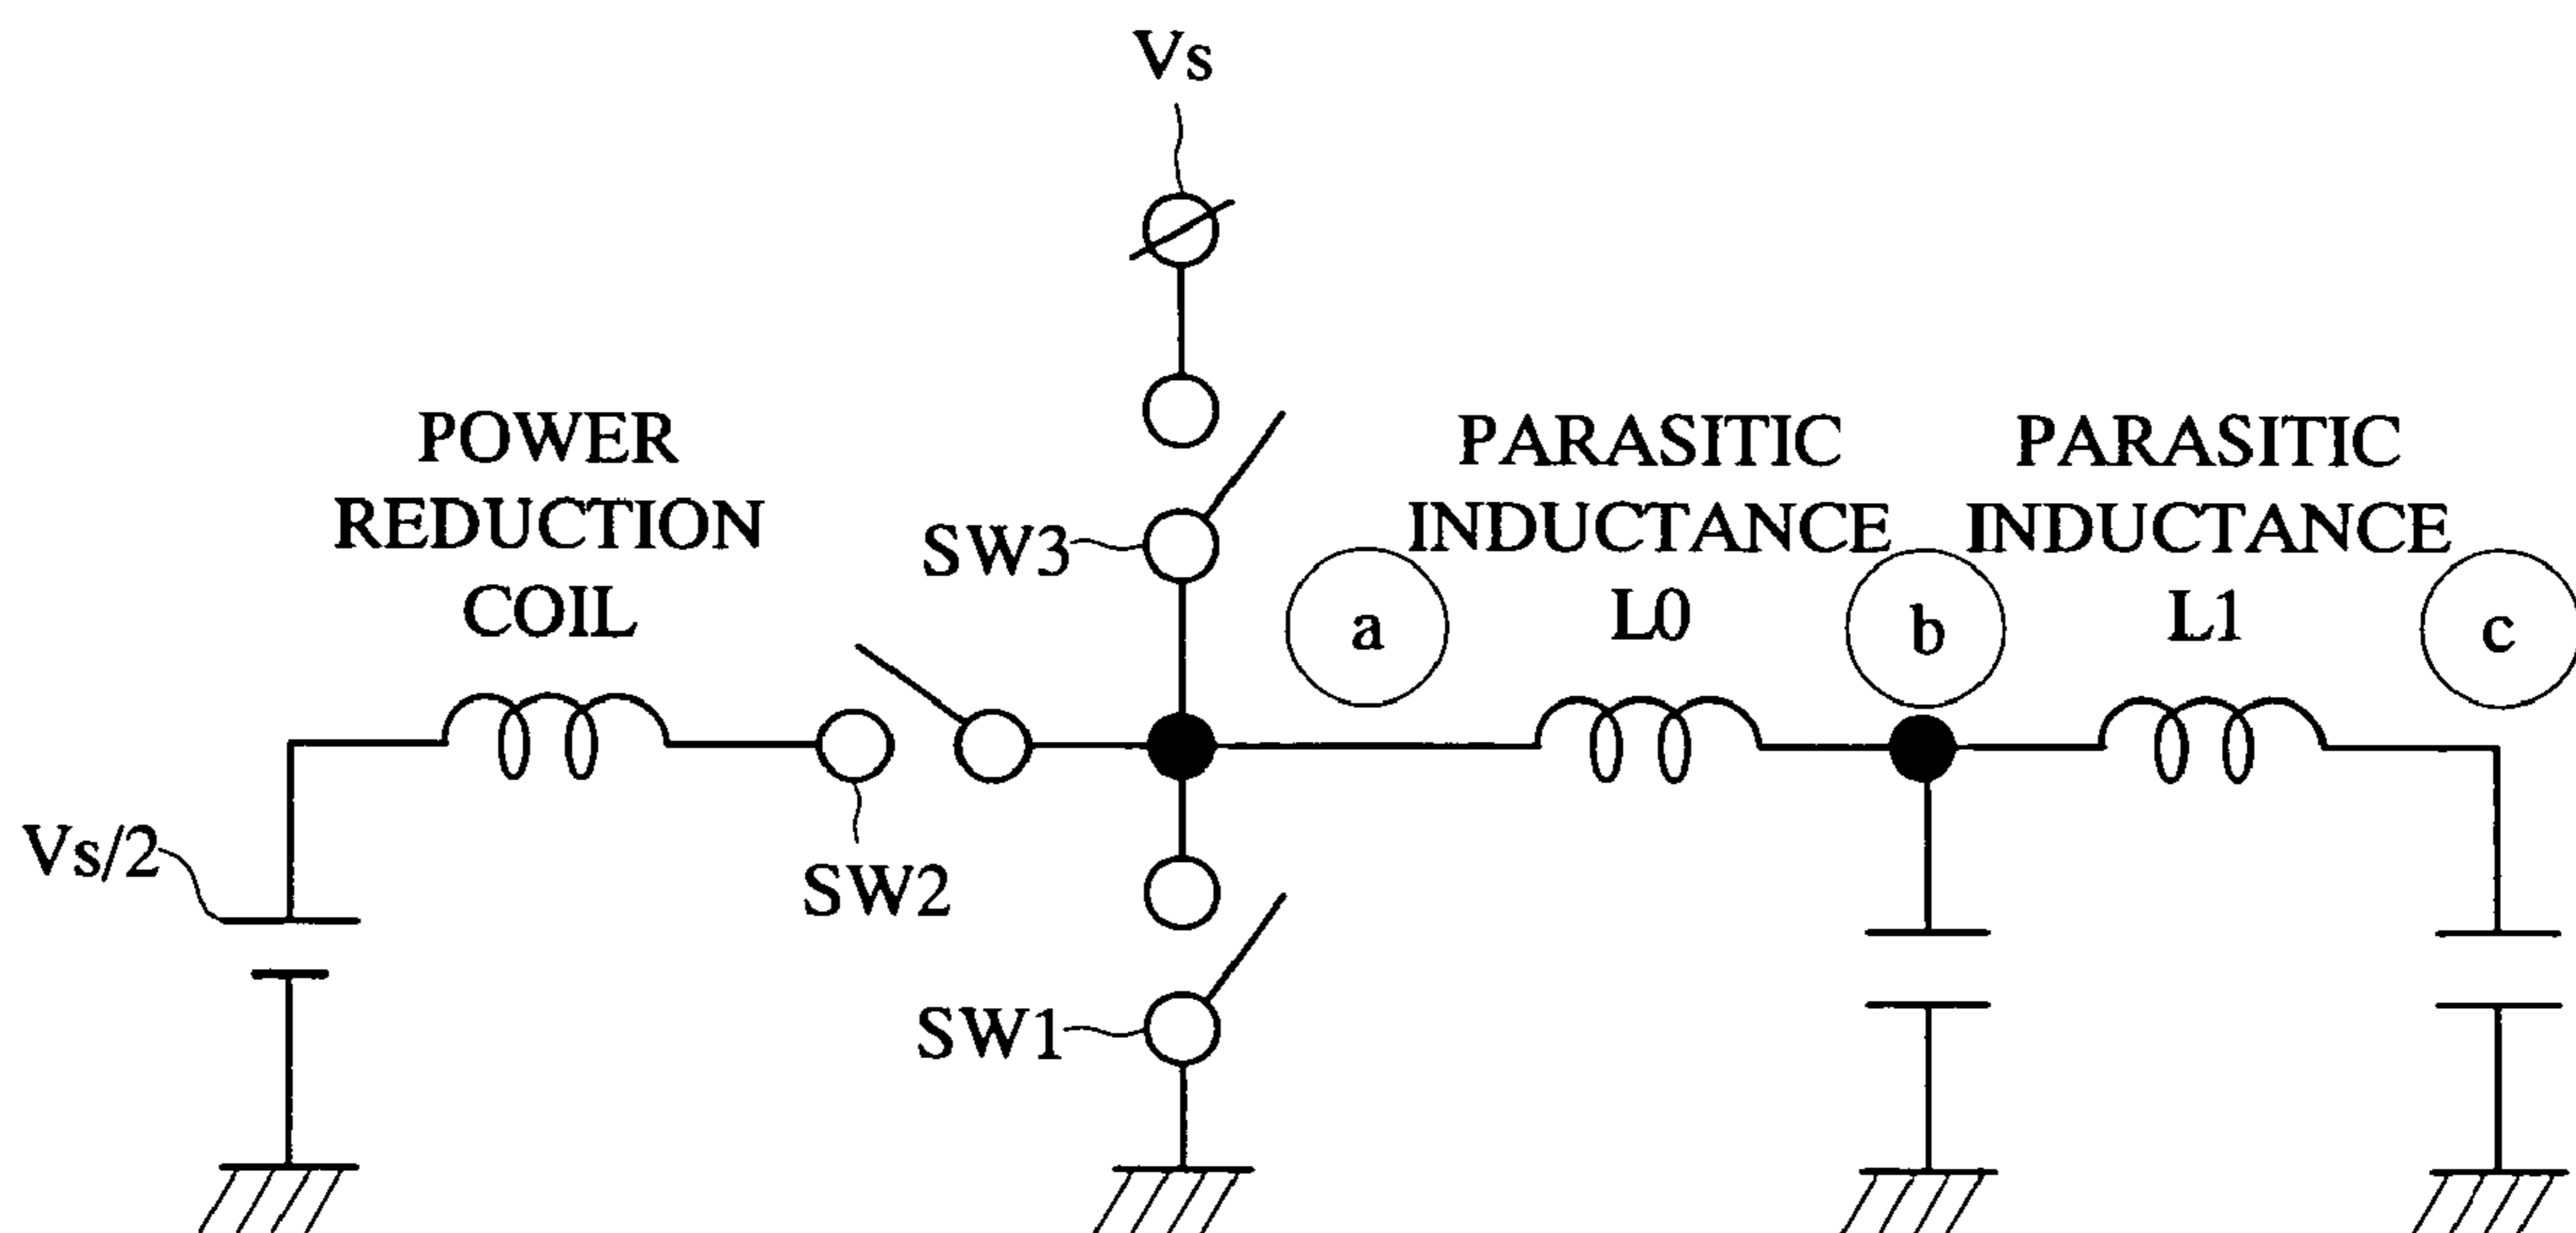 Vs
POWER
REDUCTION
COIL
SW3
PARASITIC
INDUCTANCE
L0
PARASITIC
INDUCTANCE
L1
a
b
c
Vs/2
SW2
SW1